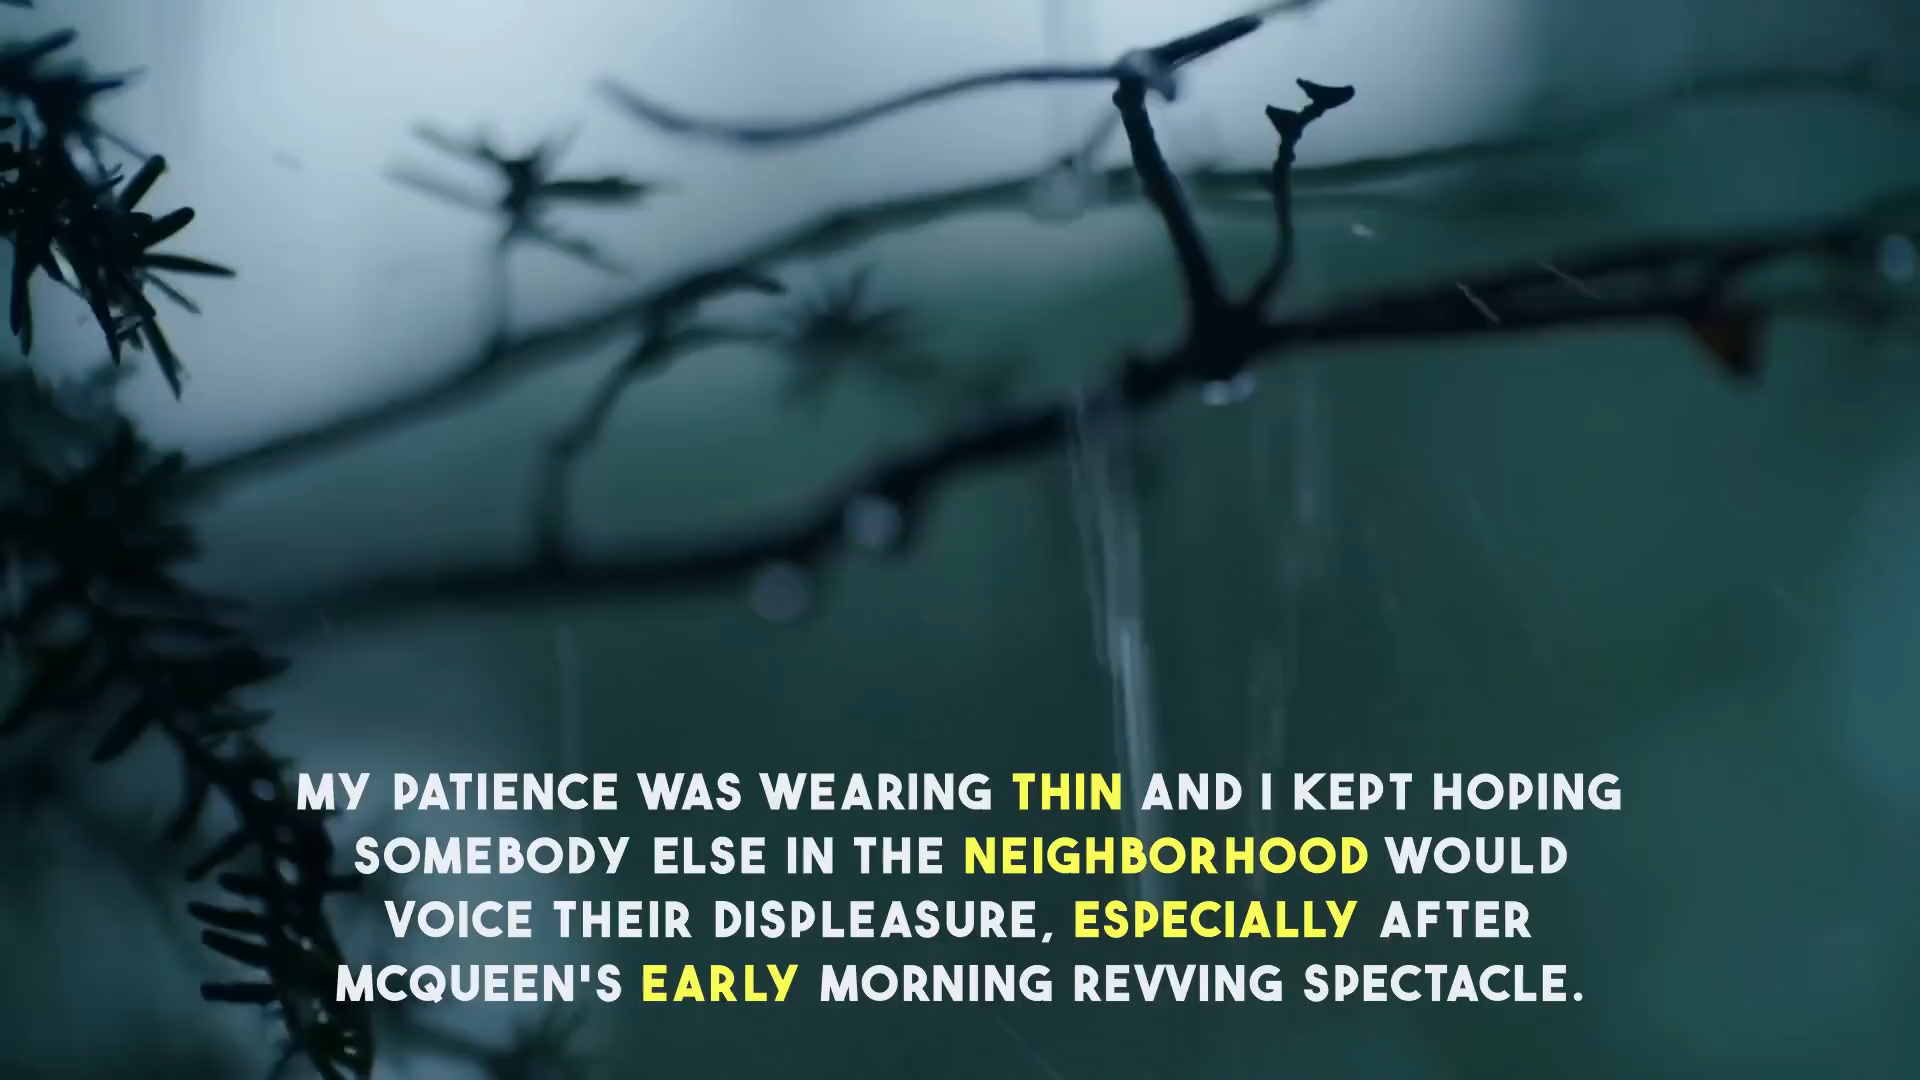 MY PATIENCE WAS WEARING THIN AND I KEPT HOPING
SOMEBODY ELSE IN THE NEIGHBORHOOD WOULD
VOICE THEIR DISPLEASURE, ESPECIALLY AFTER
MCQUEEN'S EARLY MORNING REVVING SPECTACLE.